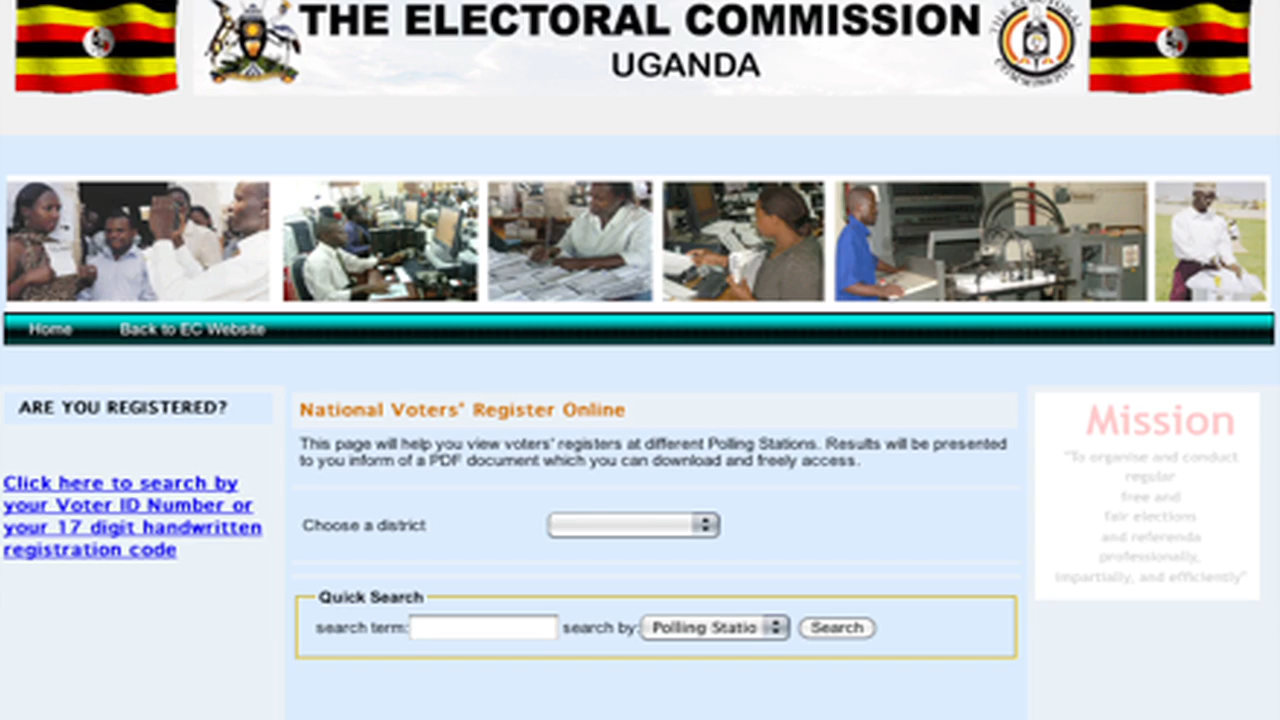 THE ELECTORAL COMMISSION
UGANDA
THE ELECTORAL
COMMISSION
Home Back to EC Website
ARE YOU REGISTERED?
Click here to search by
your Voter ID Number or
your 17 digit handwritten
registration code
National Voters' Register Online
This page will help you view voters' registers at different Polling Stations. Results will be presented
to you inform of a PDF document which you can download and freely access.
Choose a district
Quick Search
search term: search by: Polling Statio Search
Mission
"To organise and conduct
regular
free and
fair elections
and referenda
professionally,
impartially, and efficiently"